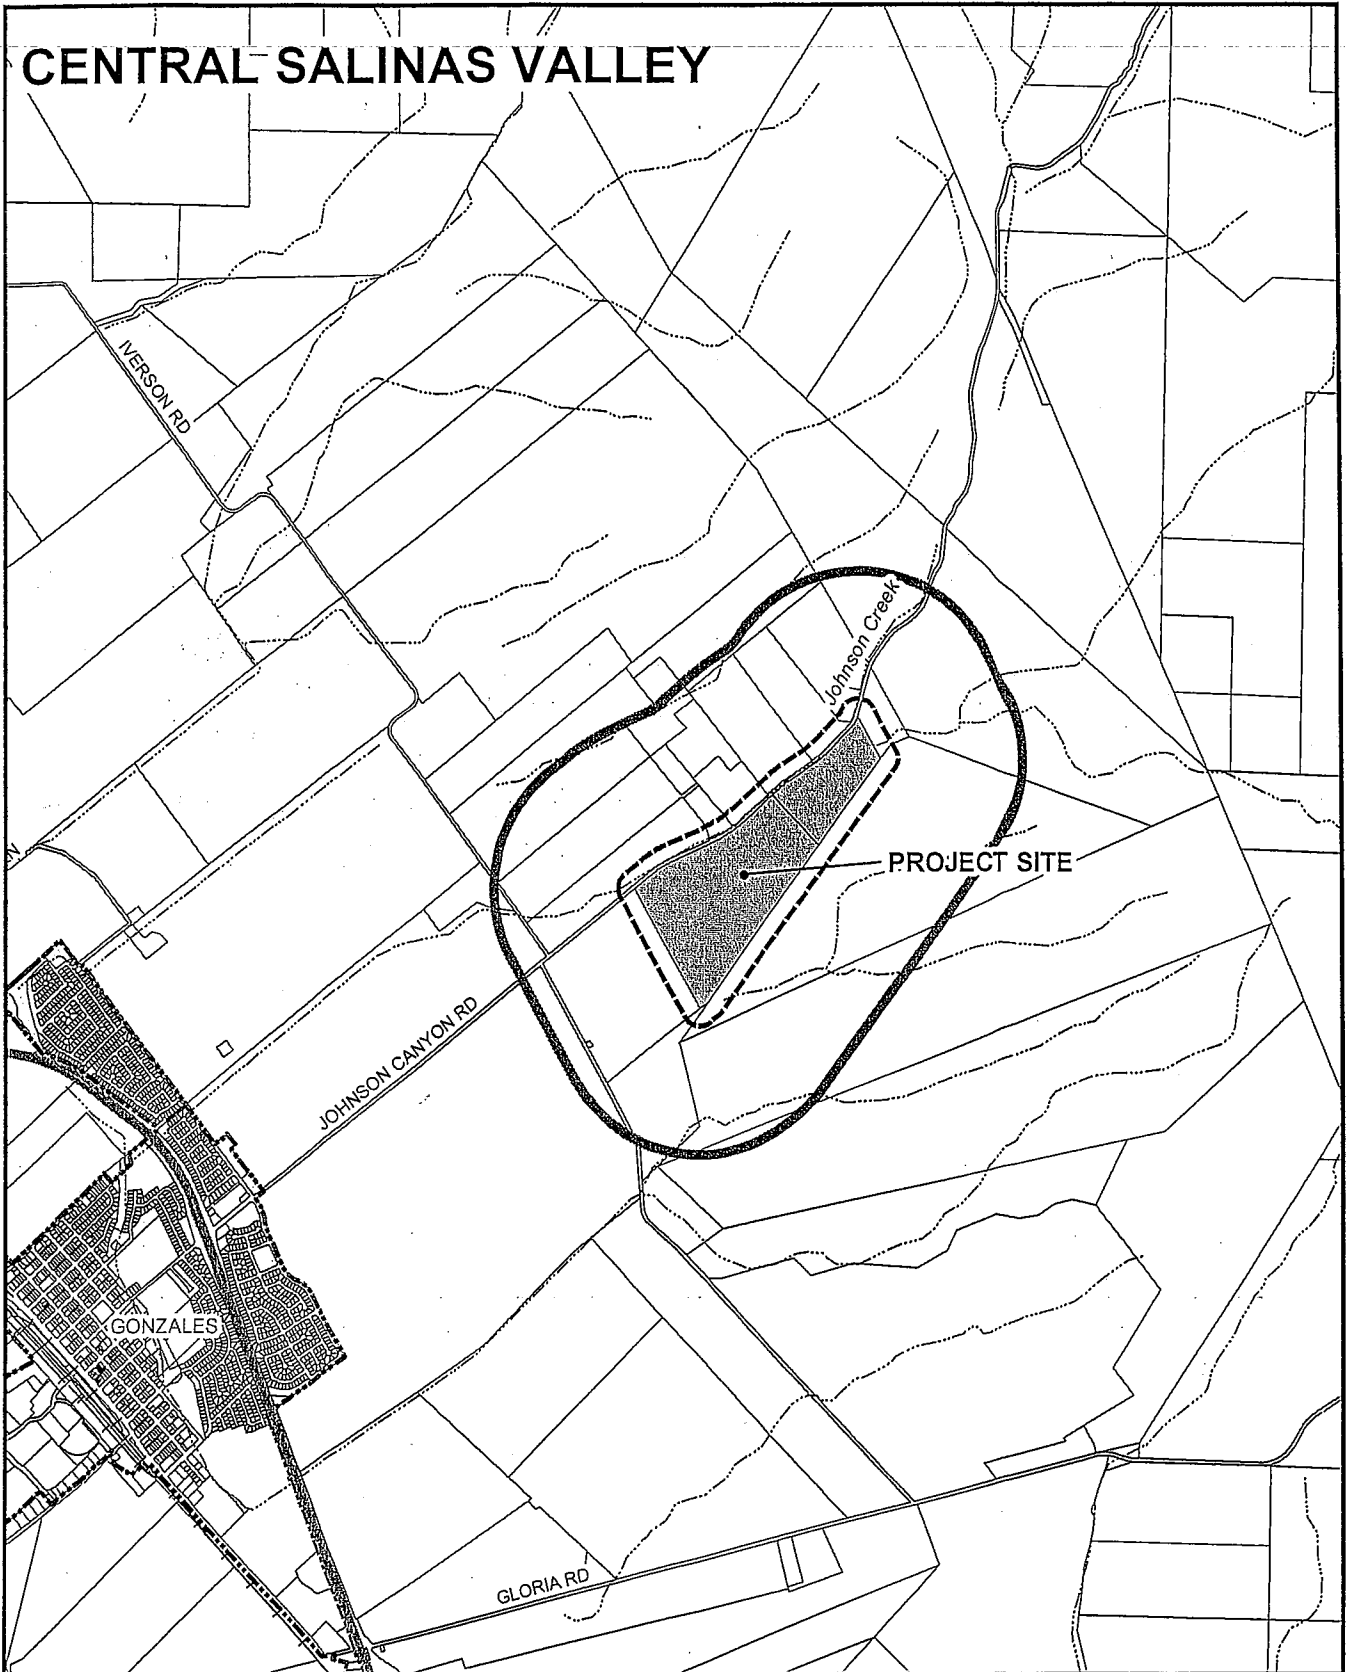 CENTRAL SALINAS VALLEY
IVERSON RD
Johnson Creek
PROJECT SITE
JOHNSON CANYON RD
GONZALES
GLORIA RD